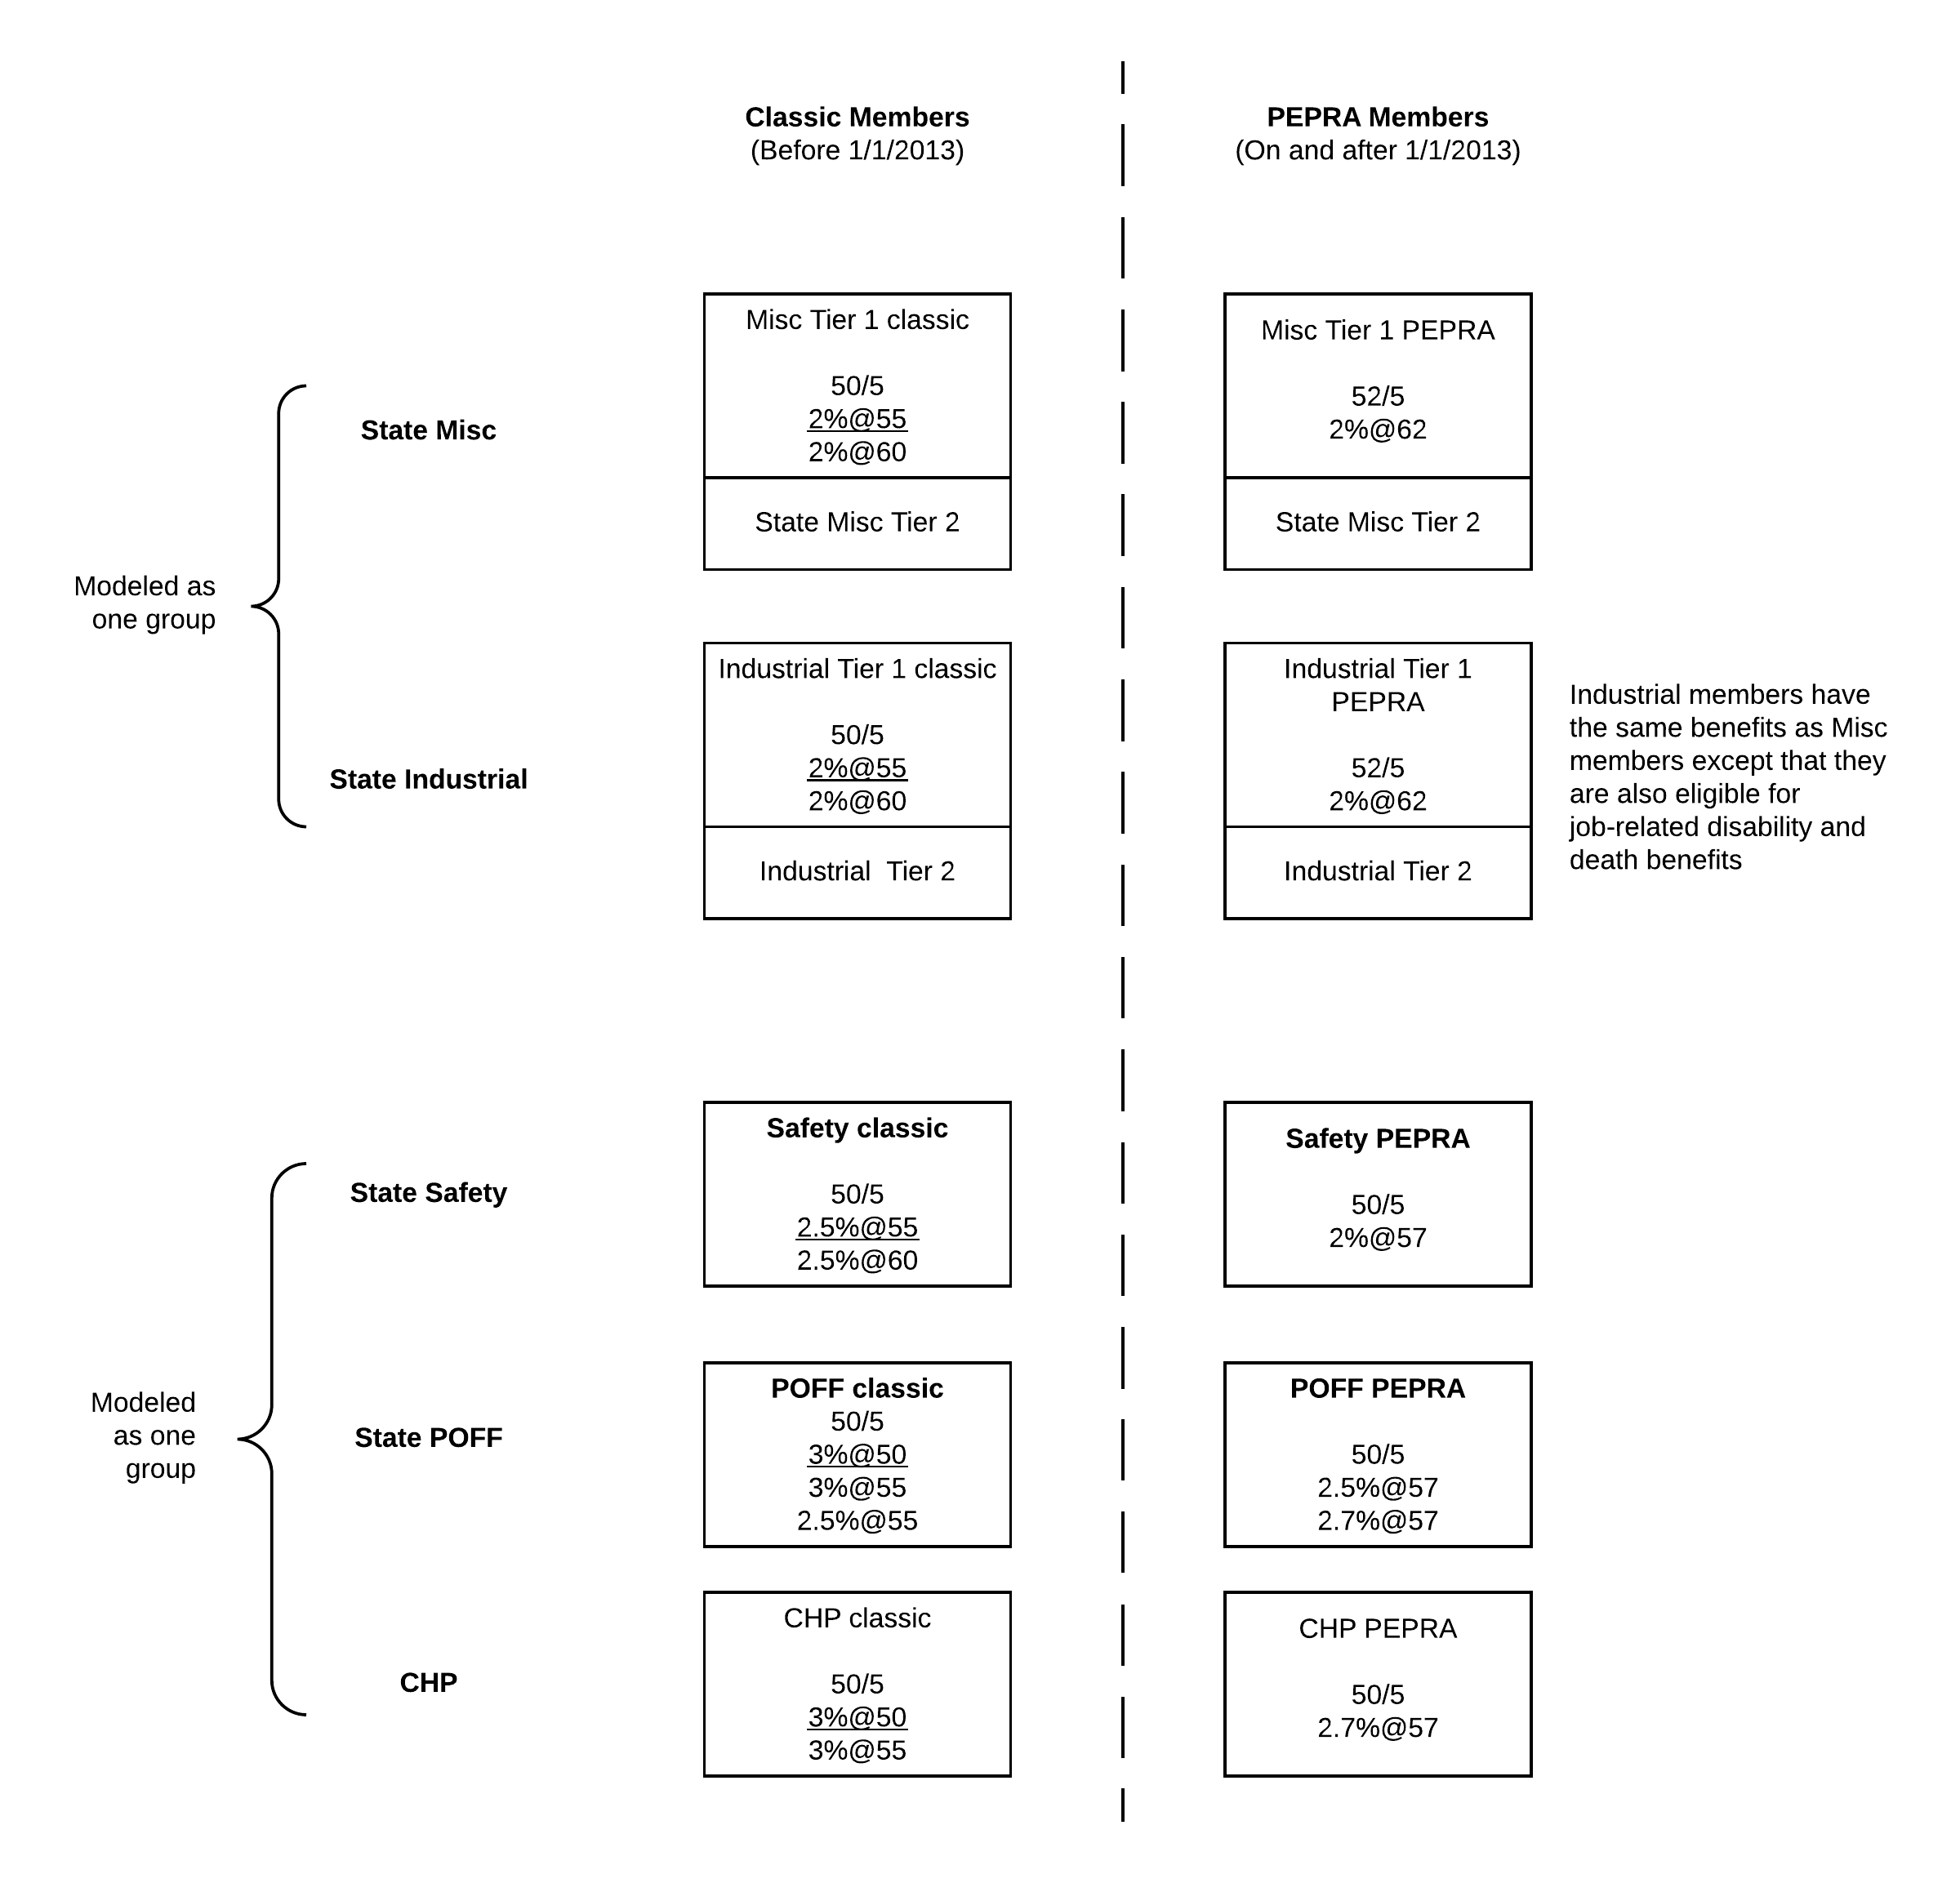 Classic Members
(Before 1/1/2013)
PEPRA Members
(On and after 1/1/2013)
Modeled as
one group
State Misc
Misc Tier 1 classic
50/5
2%@55
2%@60
State Misc Tier 2
Misc Tier 1 PEPRA
52/5
2%@62
State Misc Tier 2
State Industrial
Industrial Tier 1 classic
50/5
2%@55
2%@60
Industrial  Tier 2
Industrial Tier 1
PEPRA
52/5
2%@62
Industrial Tier 2
Industrial members have
the same benefits as Misc
members except that they
are also eligible for
job-related disability and
death benefits
Modeled
as one
group
State Safety
Safety classic
50/5
2.5%@55
2.5%@60
Safety PEPRA
50/5
2%@57
State POFF
POFF classic
50/5
3%@50
3%@55
2.5%@55
POFF PEPRA
50/5
2.5%@57
2.7%@57
CHP
CHP classic
50/5
3%@50
3%@55
CHP PEPRA
50/5
2.7%@57